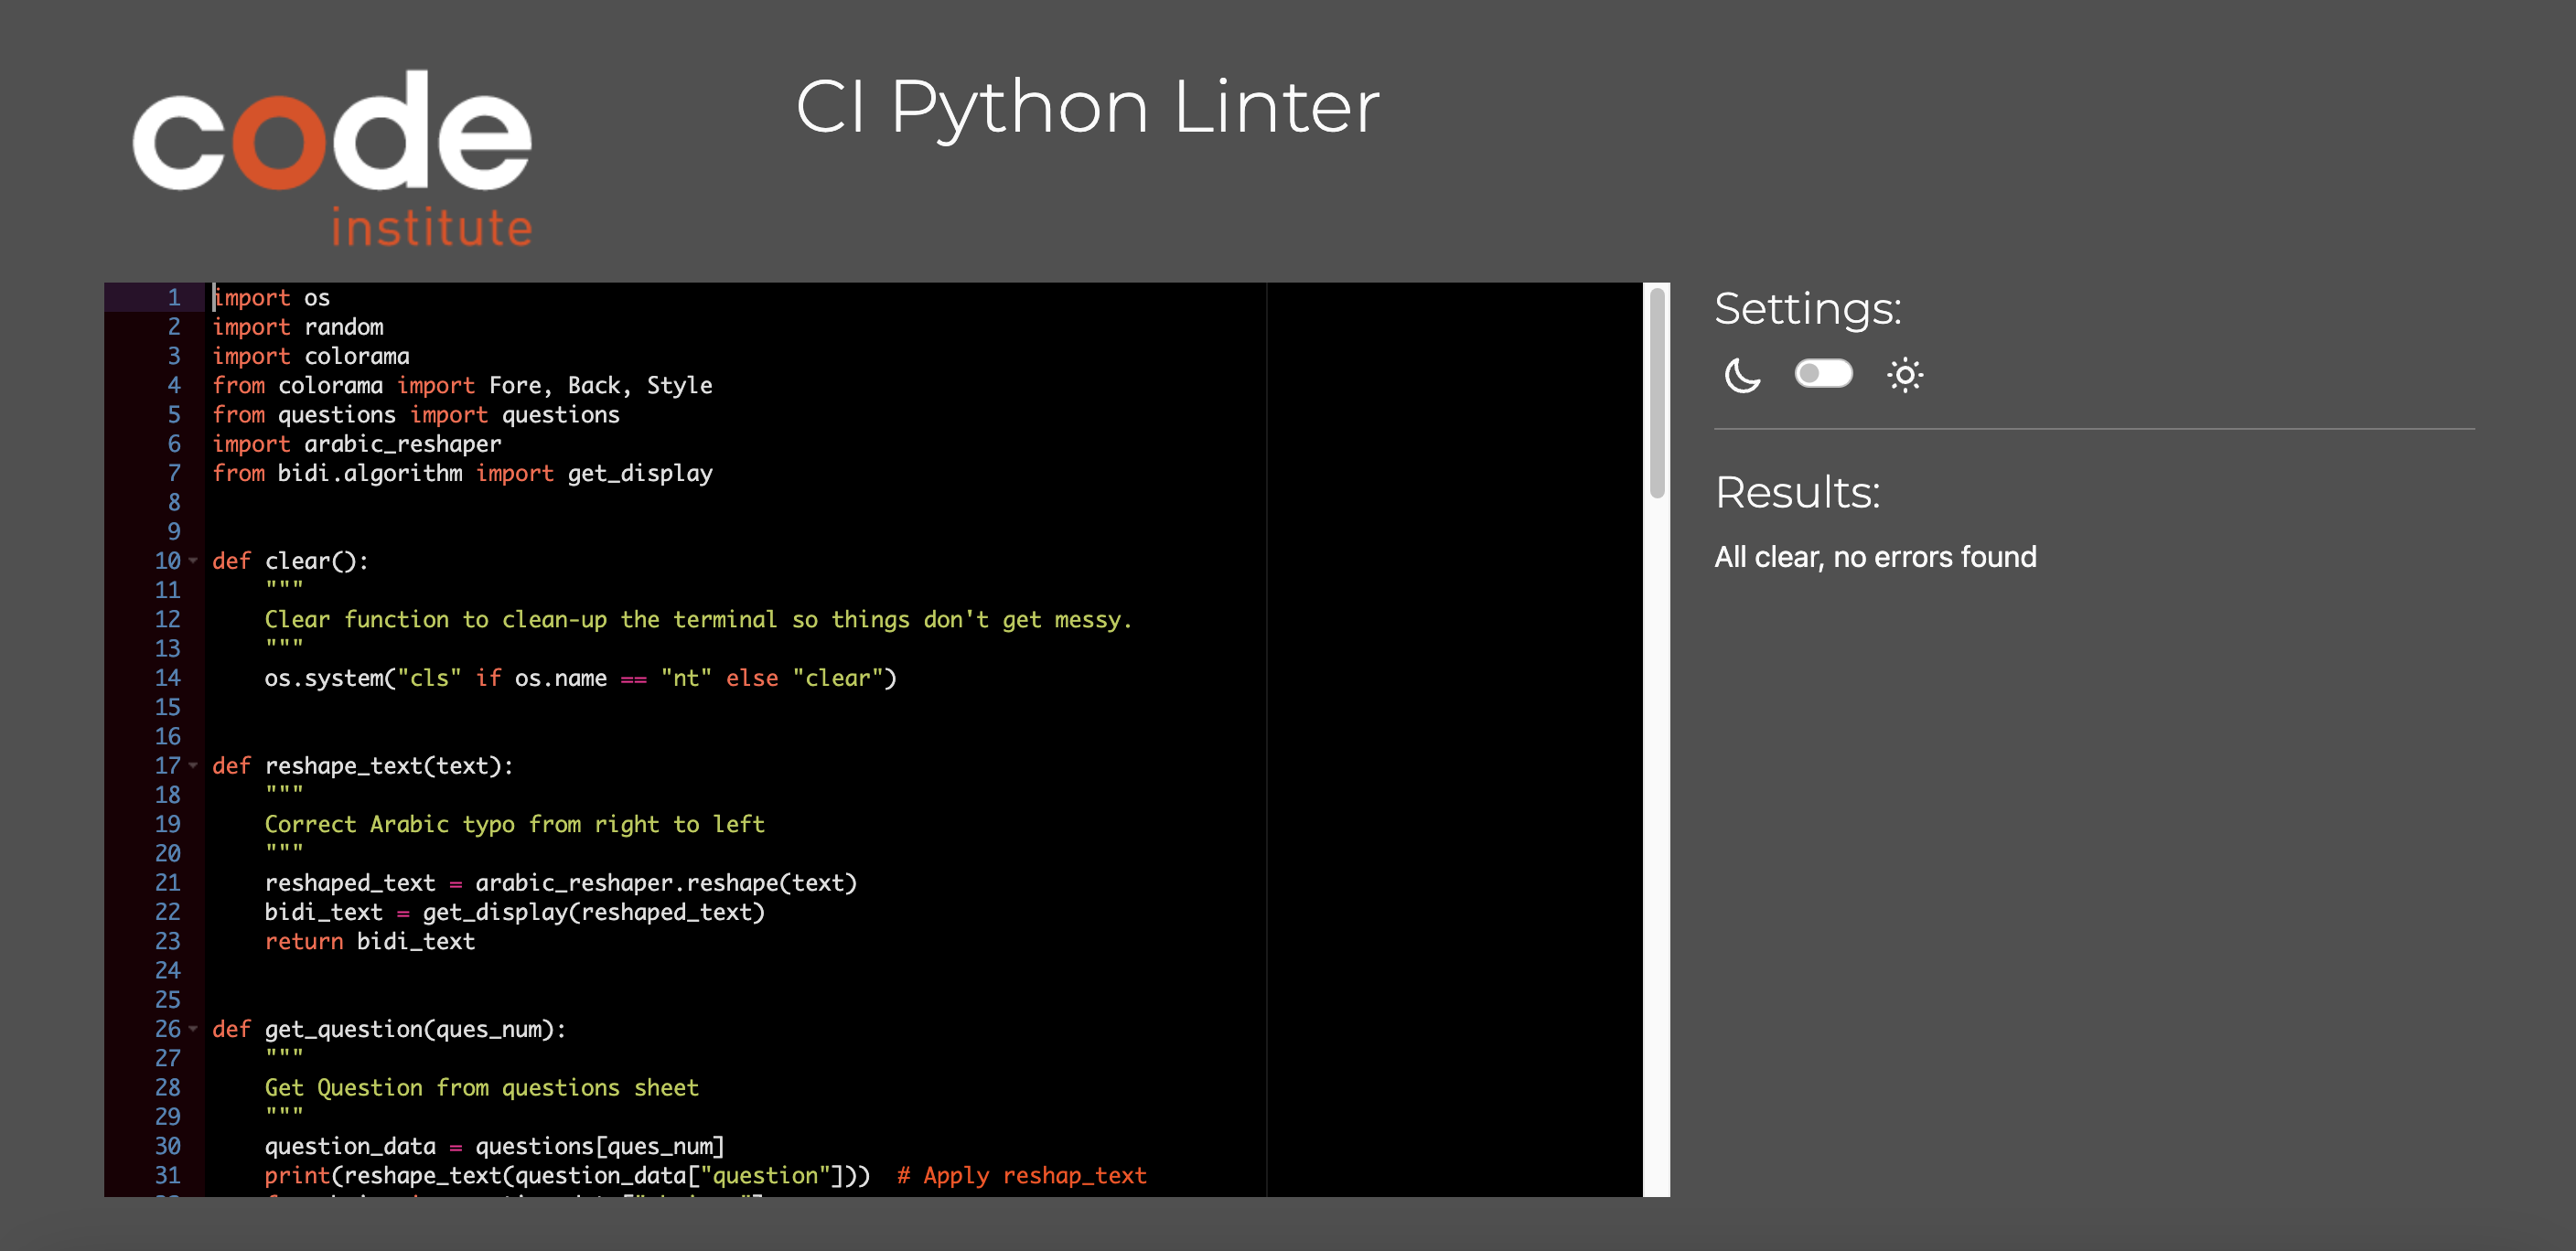 code
institute
CI Python Linter
1 import os
2 import random
3 import colorama
4 from colorama import Fore, Back, Style
5 from questions import questions
6 import arabic_reshaper
7 from bidi.algorithm import get_display
8
9
10 def clear():
11     """
12     Clear function to clean-up the terminal so things don't get messy.
13     """
14     os.system("cls" if os.name == "nt" else "clear")
15
16
17 def reshape_text(text):
18     """
19     Correct Arabic typo from right to left
20     """
21     reshaped_text = arabic_reshaper.reshape(text)
22     bidi_text = get_display(reshaped_text)
23     return bidi_text
24
25
26 def get_question(ques_num):
27     """
28     Get Question from questions sheet
29     """
30     question_data = questions[ques_num]
31     print(reshape_text(question_data["question"]))  # Apply reshap_text
Settings:
Results:
All clear, no errors found